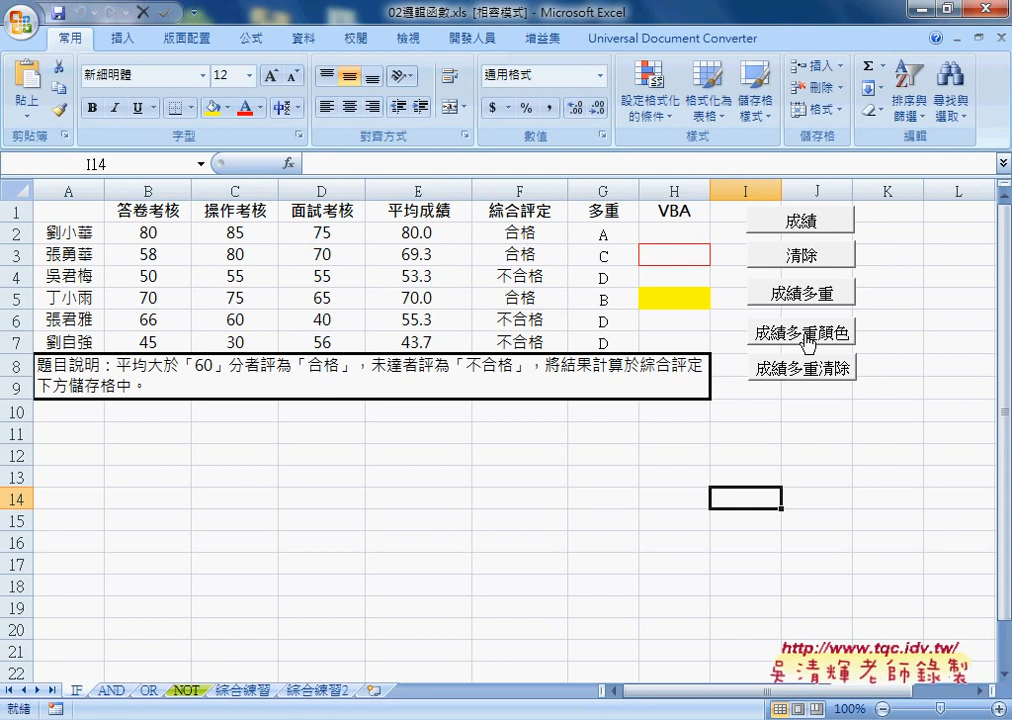 02邏輯函數.xls [相容模式] - Microsoft Excel
常用 插入 版面配置 公式 資料 校閱 檢視 開發人員 增益集 Universal Document Converter
貼上 新細明體 12 通用格式 設定格式化的條件 格式化為表格 儲存格樣式 插入 刪除 格式 排序與篩選 尋找與選取
剪貼簿 字型 對齊方式 數值 樣式 儲存格 編輯
I14 fx
A B C D E F G H I J K L
1 答卷考核 操作考核 面試考核 平均成績 綜合評定 多重 VBA 成績
2 劉小華 80 85 75 80.0 合格 A
3 張勇華 58 80 70 69.3 合格 C 清除
4 吳君梅 50 55 55 53.3 不合格 D
5 丁小雨 70 75 65 70.0 合格 B 成績多重
6 張君雅 66 60 40 55.3 不合格 D
7 劉自強 45 30 56 43.7 不合格 D 成績多重顏色
8 題目說明：平均大於「60」分者評為「合格」，未達者評為「不合格」，將結果計算於綜合評定 成績多重清除
9 下方儲存格中。
10
11
12
13
14
15
16
17
18
19
20
21
22
http://www.tqc.idv.tw/
吳清輝老師錄製
IF AND OR NOT 綜合練習 綜合練習2
就緒 100%